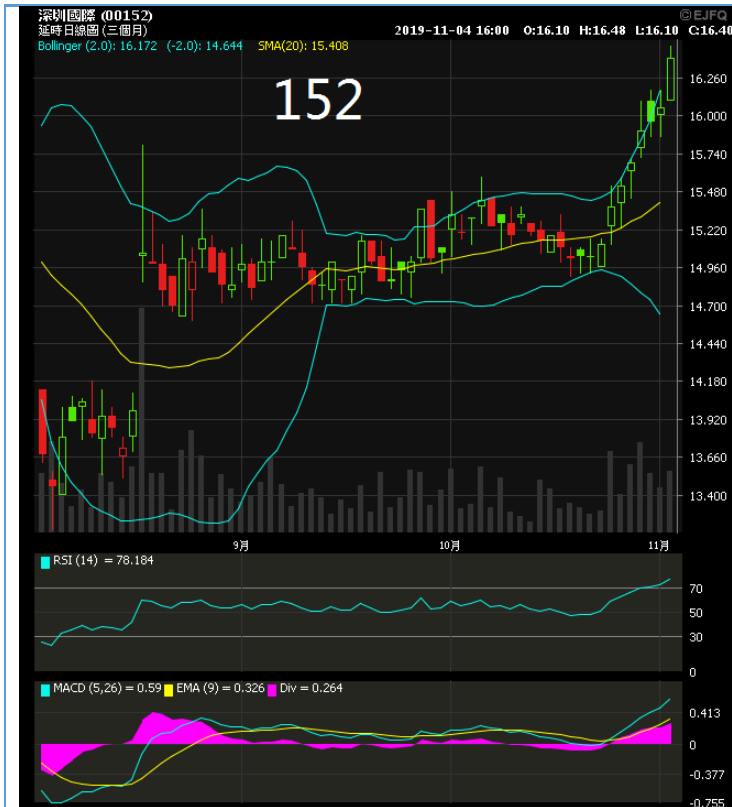 深圳國際 (00152)
©EJFQ
延時日線圖 (三個月)
2019-11-04 16:00 O:16.10 H:16.48 L:16.10 C:16.40
Bollinger (2.0): 16.172 (-2.0): 14.644 SMA(20): 15.408
152
16.260
16.000
15.740
15.480
15.220
14.960
14.700
14.440
14.180
13.920
13.660
13.400
9月
10月
11月
RSI (14) = 78.184
70
50
30
0
MACD (5,26) = 0.59 EMA (9) = 0.326 Div = 0.264
0.413
0
-0.377
-0.755